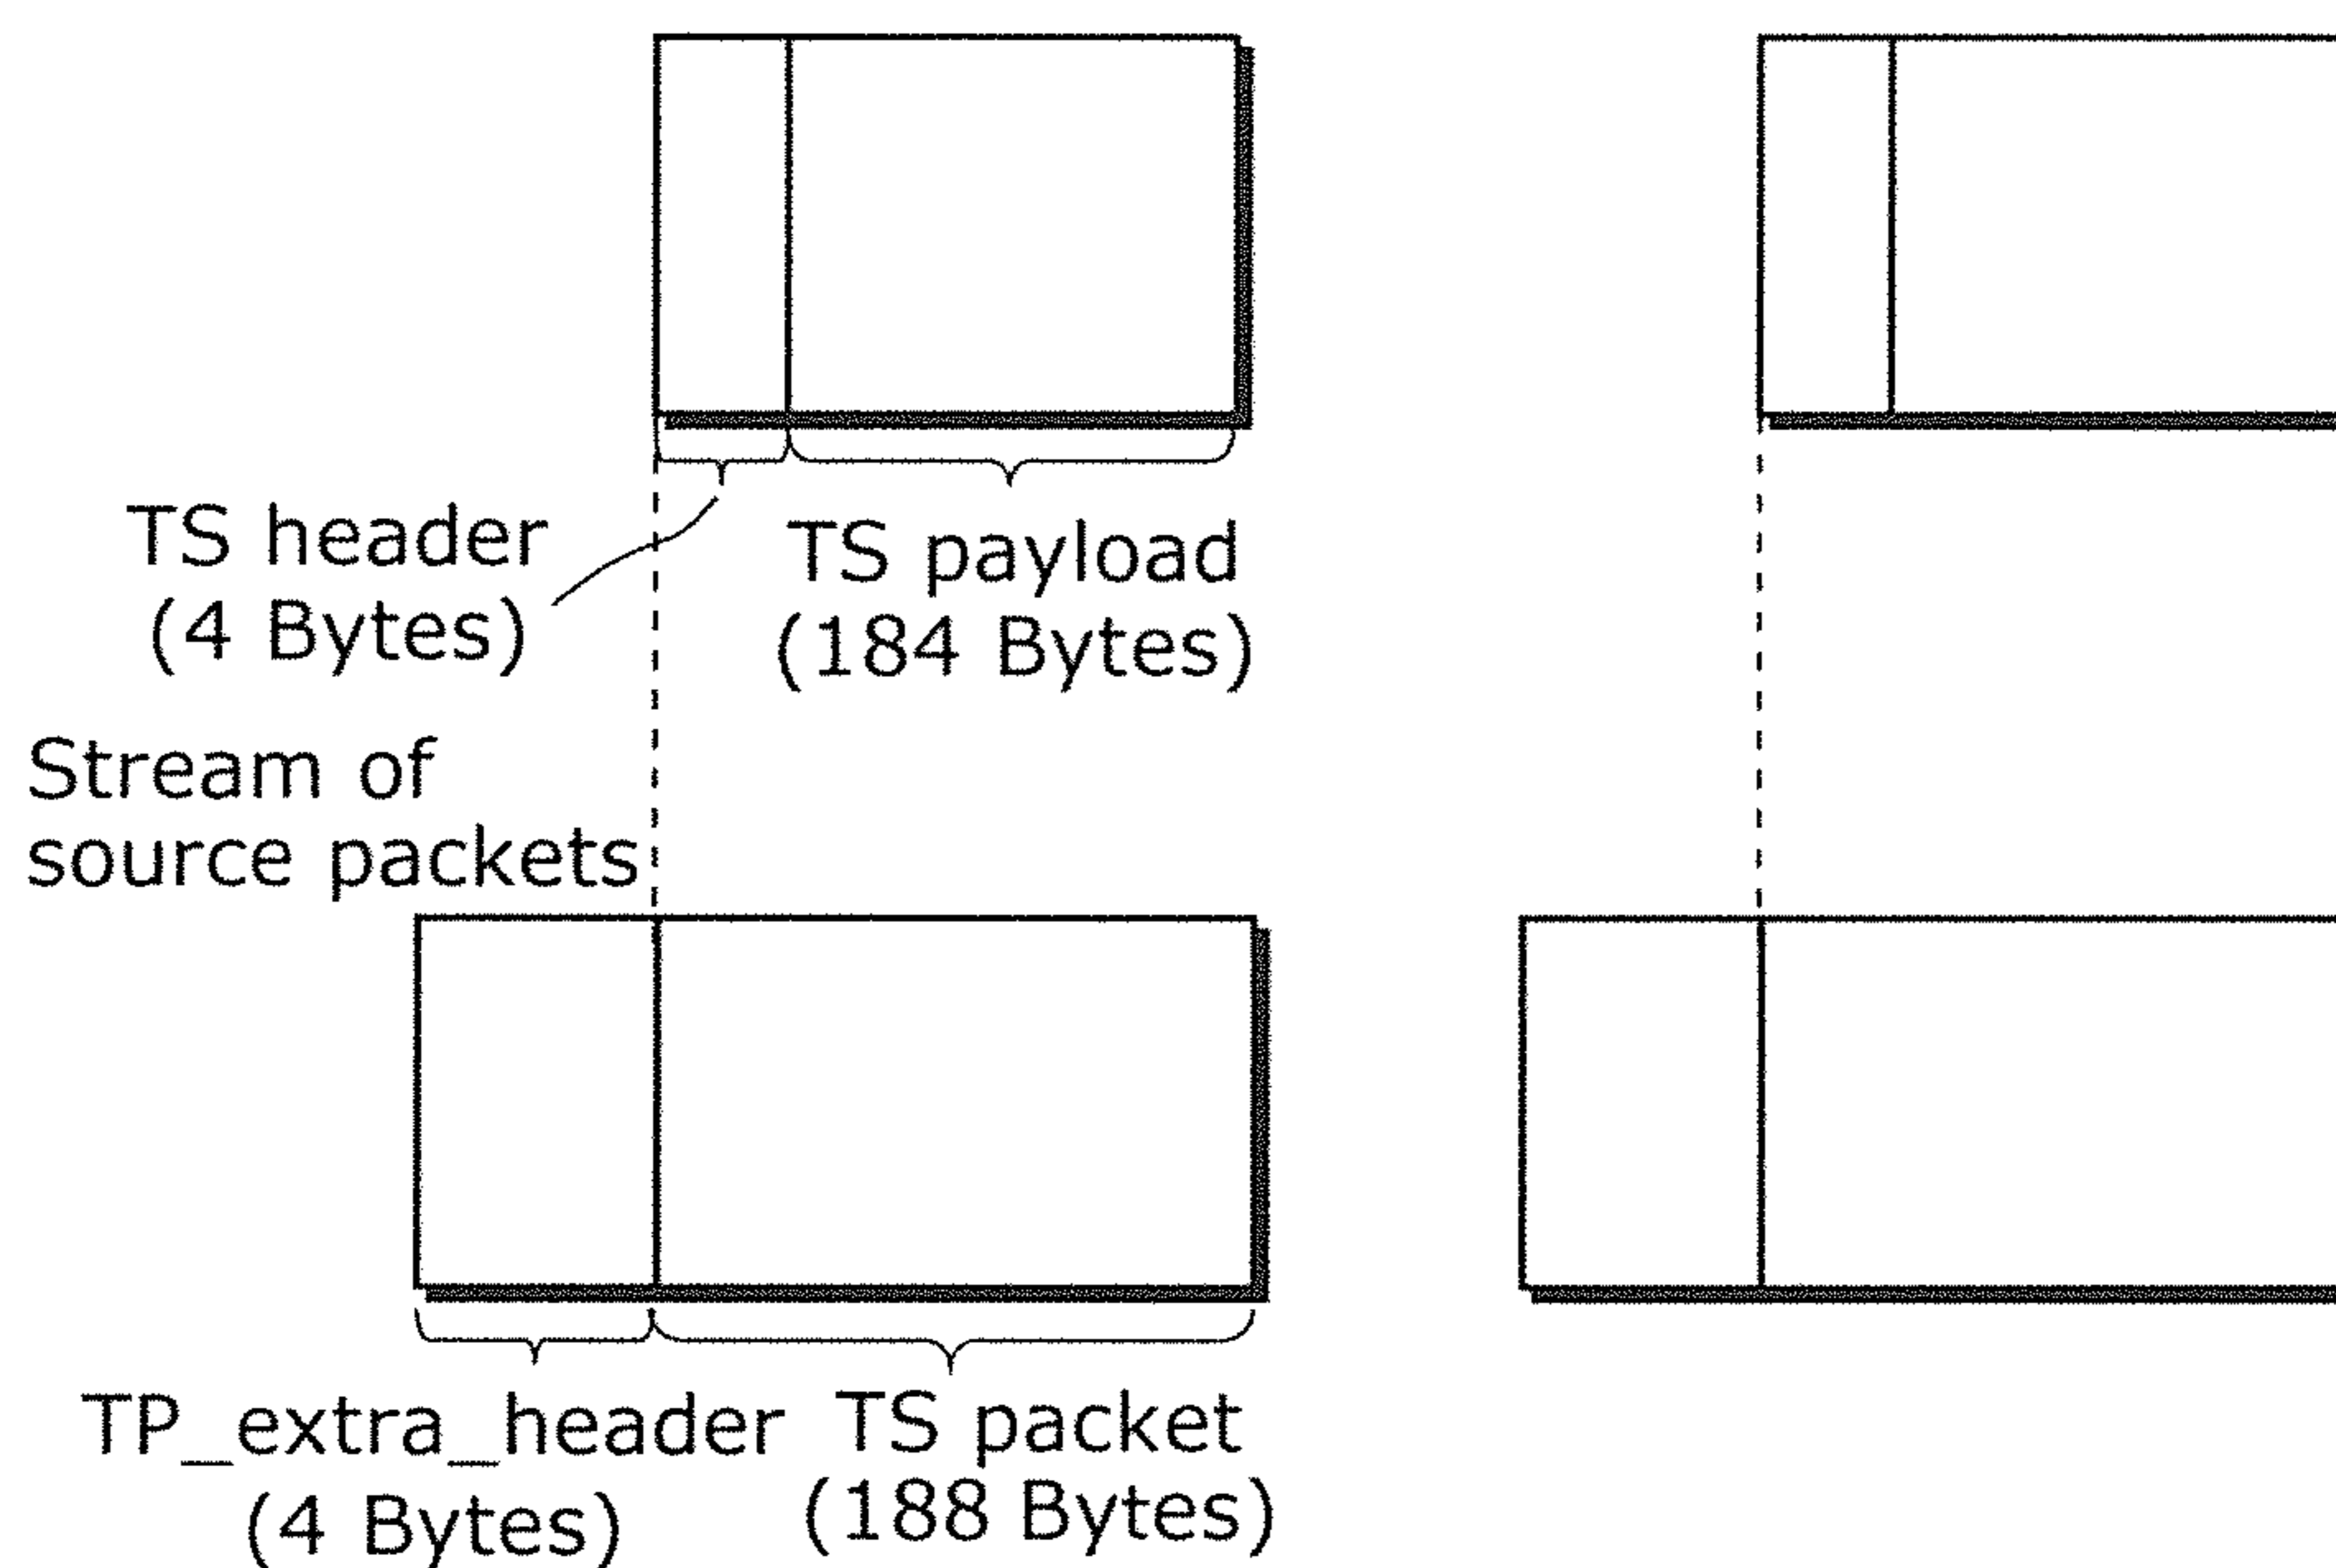 TS header
(4 Bytes)
TS payload
(184 Bytes)
Stream of
source packets
TP_extra_header
(4 Bytes)
TS packet
(188 Bytes)